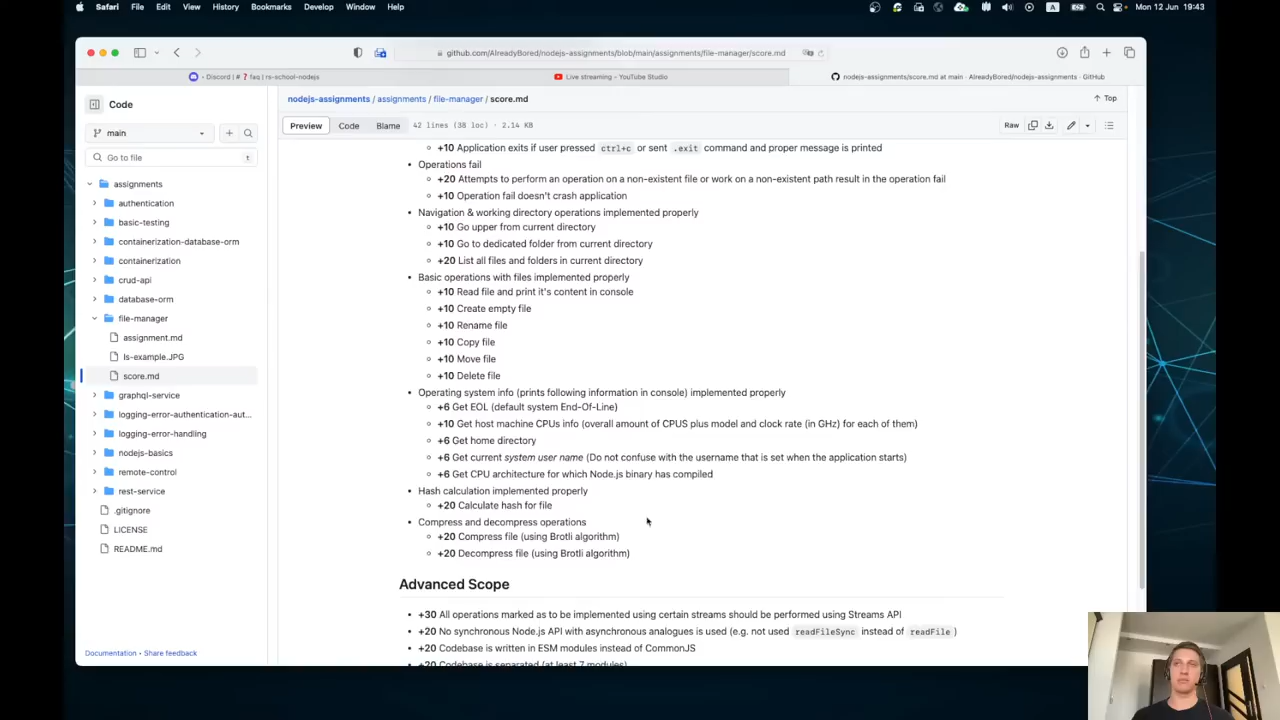 Safari File Edit View History Bookmarks Develop Window Help
A
Mon 12 Jun 19:43
github.com/AlreadyBored/nodejs-assignments/blob/main/assignments/file-manager/score.md
• Discord | # ❓ faq | rs-school-nodejs
Live streaming - YouTube Studio
nodejs-assignments/score.md at main · AlreadyBored/nodejs-assignments · GitHub
Code
main
Go to file
t
assignments
authentication
basic-testing
containerization-database-orm
containerization
crud-api
database-orm
file-manager
assignment.md
ls-example.JPG
score.md
graphql-service
logging-error-authentication-aut...
logging-error-handling
nodejs-basics
remote-control
rest-service
.gitignore
LICENSE
README.md
Documentation • Share feedback
nodejs-assignments / assignments / file-manager / score.md
Top
Preview Code Blame 42 lines (38 loc) · 2.14 KB
Raw
+10 Application exits if user pressed ctrl+c or sent .exit command and proper message is printed
• Operations fail
+20 Attempts to perform an operation on a non-existent file or work on a non-existent path result in the operation fail
+10 Operation fail doesn't crash application
• Navigation & working directory operations implemented properly
+10 Go upper from current directory
+10 Go to dedicated folder from current directory
+20 List all files and folders in current directory
• Basic operations with files implemented properly
+10 Read file and print it's content in console
+10 Create empty file
+10 Rename file
+10 Copy file
+10 Move file
+10 Delete file
• Operating system info (prints following information in console) implemented properly
+6 Get EOL (default system End-Of-Line)
+10 Get host machine CPUs info (overall amount of CPUS plus model and clock rate (in GHz) for each of them)
+6 Get home directory
+6 Get current system user name (Do not confuse with the username that is set when the application starts)
+6 Get CPU architecture for which Node.js binary has compiled
• Hash calculation implemented properly
+20 Calculate hash for file
• Compress and decompress operations
+20 Compress file (using Brotli algorithm)
+20 Decompress file (using Brotli algorithm)
Advanced Scope
• +30 All operations marked as to be implemented using certain streams should be performed using Streams API
• +20 No synchronous Node.js API with asynchronous analogues is used (e.g. not used readFileSync instead of readFile)
• +20 Codebase is written in ESM modules instead of CommonJS
• +20 Codebase is separated (at least 7 modules)